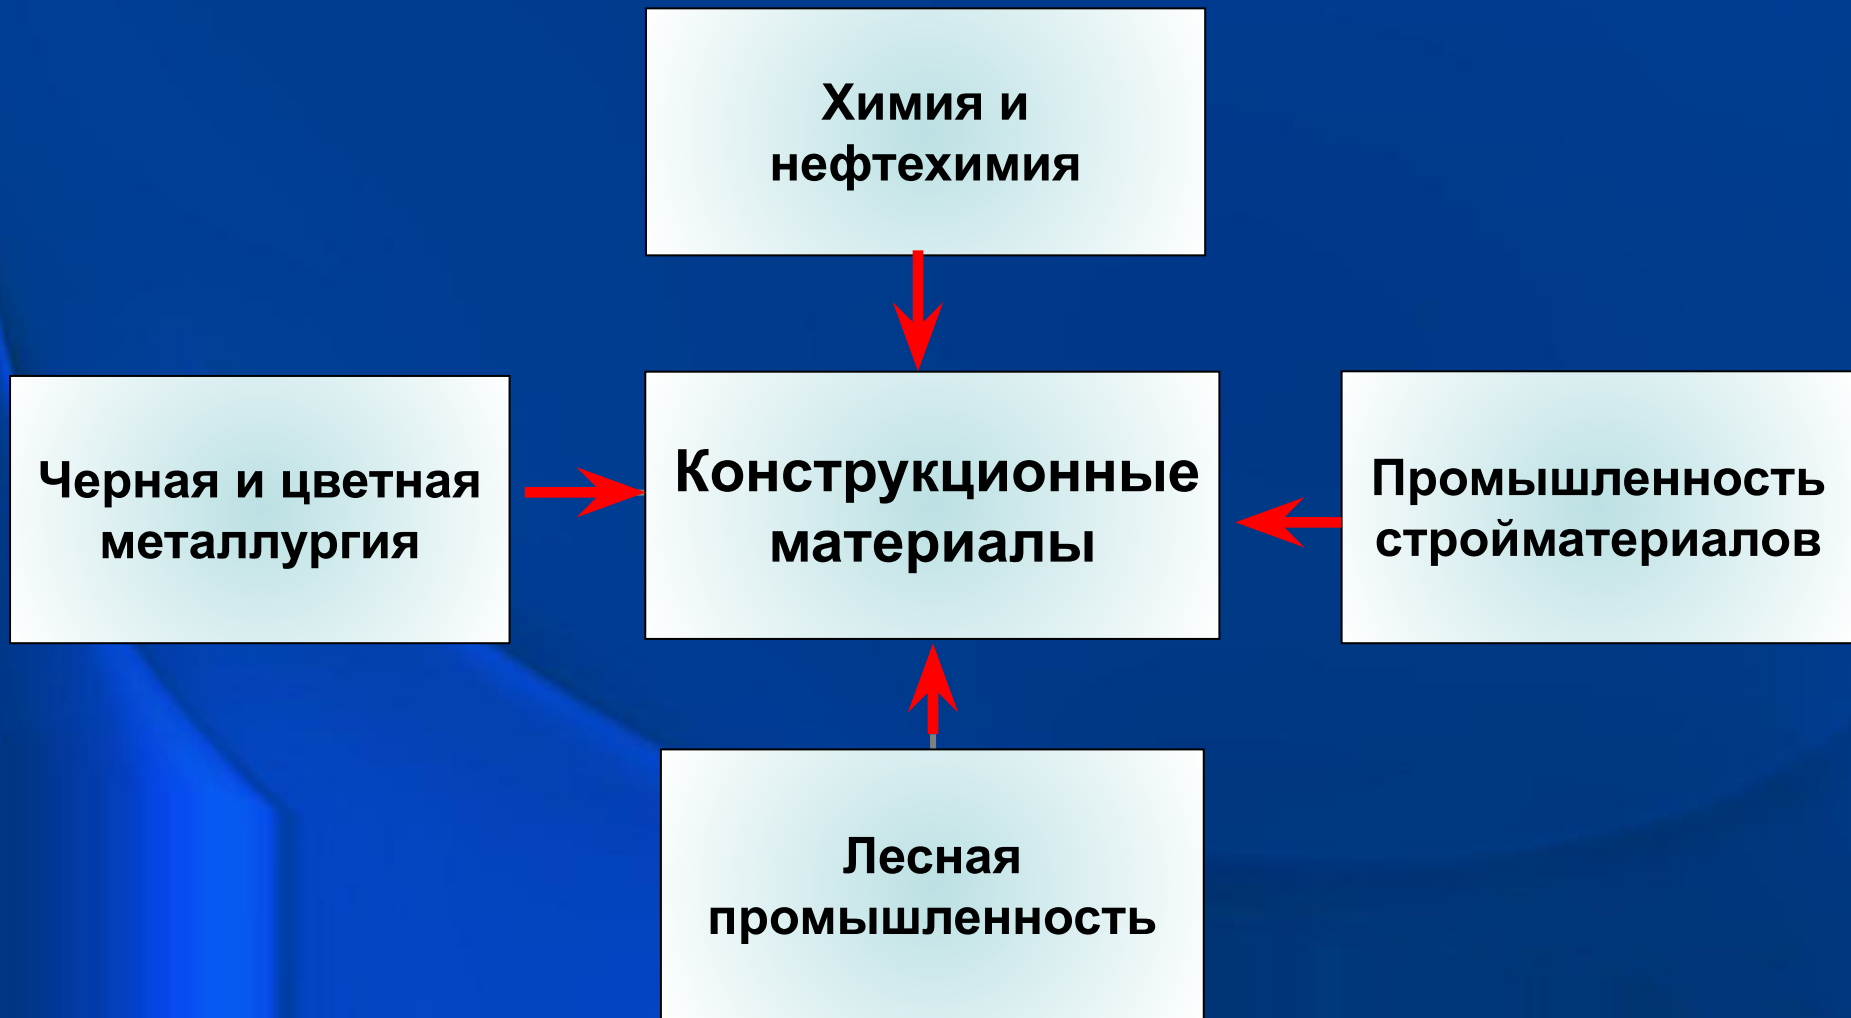 Химия и
нефтехимия
Черная и цветная
металлургия
Конструкционные
материалы
Промышленность
стройматериалов
Лесная
промышленность